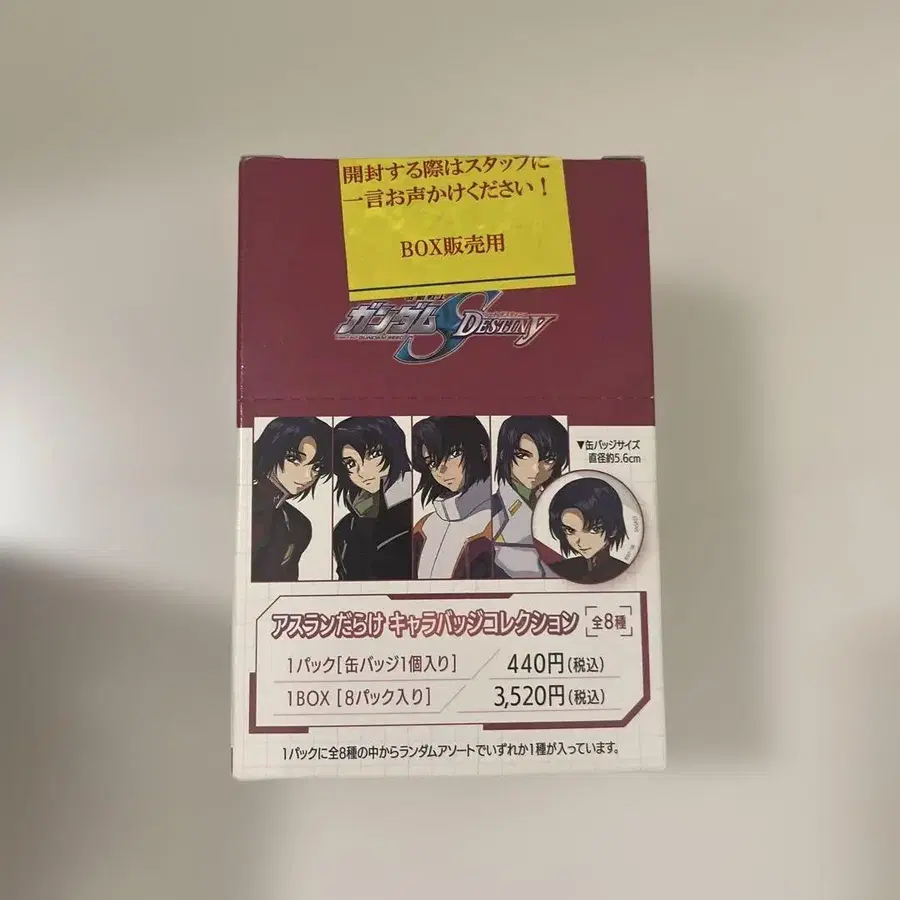 開封する際はスタッフに
一言お声かけください！
BOX販売用
ガンダム SEED DESTINY
▼缶バッジサイズ
直径約5.6cm
アスランだらけ キャラバッジコレクション 全8種
1パック[缶バッジ1個入り] 440円(税込)
1BOX [8パック入り] 3,520円(税込)
1パックに全8種の中からランダムアソートでいずれか1種が入っています。